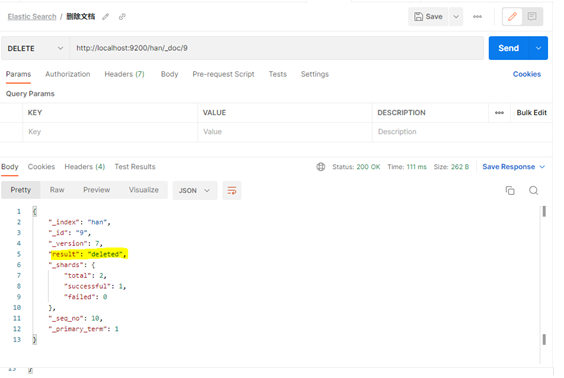 Elastic Search / 删除文档 Save
DELETE http://localhost:9200/han/_doc/9 Send
Params Authorization Headers (7) Body Pre-request Script Tests Settings Cookies
Query Params
KEY VALUE DESCRIPTION Bulk Edit
Key Value Description
Body Cookies Headers (4) Test Results Status: 200 OK Time: 111 ms Size: 262 B Save Response
Pretty Raw Preview Visualize JSON
1 {
2 "_index": "han",
3 "_id": "9",
4 "_version": 7,
5 "result": "deleted",
6 "_shards": {
7 "total": 2,
8 "successful": 1,
9 "failed": 0
10 },
11 "_seq_no": 10,
12 "_primary_term": 1
13 }